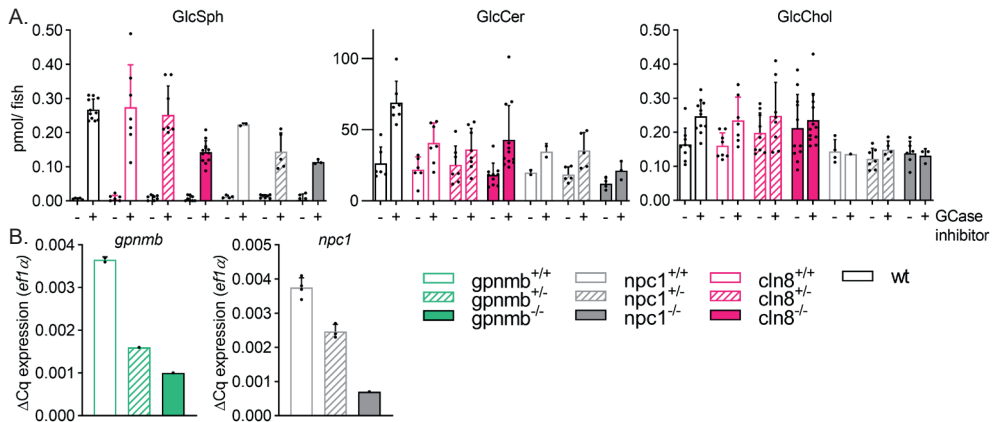 A.
GlcSph
GlcCer
GlcChol
pmol/ fish
0.50
0.40
0.30
0.20
0.10
0.00
100
50
0
0.50
0.40
0.30
0.20
0.10
0.00
- + - + - + - + - + - + - +
- + - + - + - + - + - + - +
- + - + - + - + - + - + - +
GCase
inhibitor
B.
gpnmb
npc1
ΔCq expression (ef1α)
0.004
0.003
0.002
0.001
0.000
ΔCq expression (ef1α)
0.005
0.004
0.003
0.002
0.001
0.000
gpnmb+/+
gpnmb+/-
gpnmb-/-
npc1+/+
npc1+/-
npc1-/-
cln8+/+
cln8+/-
cln8-/-
wt